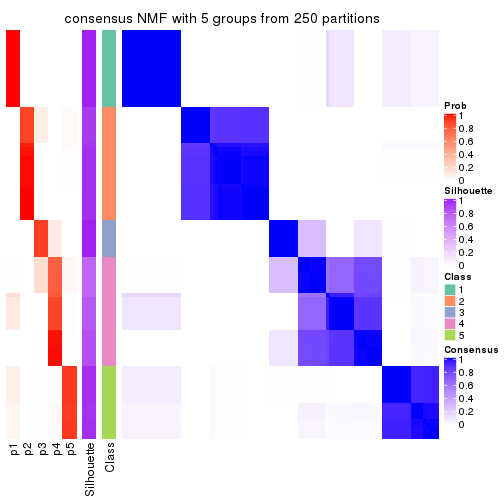 consensus NMF with 5 groups from 250 partitions
Prob
1
0.8
0.6
0.4
0.2
0
Silhouette
1
0.8
0.6
0.4
0.2
0
Class
1
2
3
4
5
Consensus
1
0.8
0.6
0.4
0.2
0
p1
p2
p3
p4
p5
Silhouette
Class